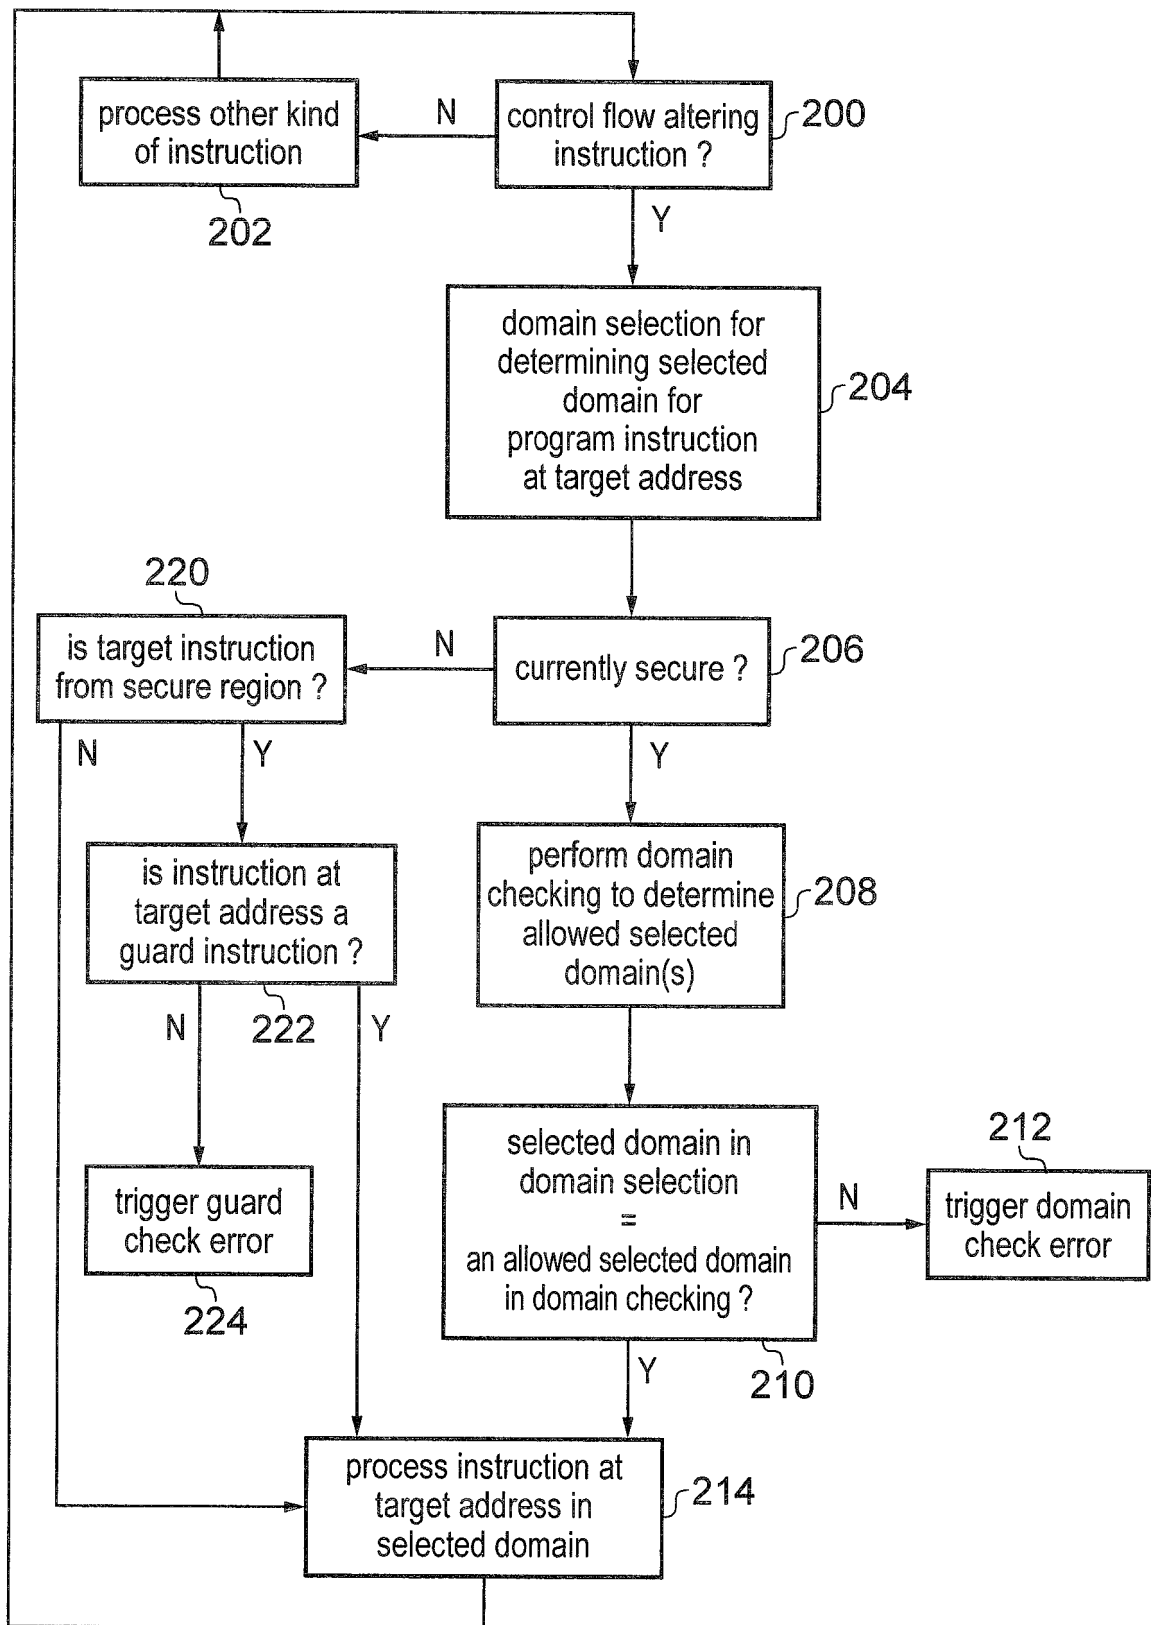 process other kind
of instruction
202
N
control flow altering
instruction ?
200
Y
domain selection for
determining selected
domain for
program instruction
at target address
204
220
is target instruction
from secure region ?
N
currently secure ?
206
N
Y
Y
is instruction at
target address a
guard instruction ?
222
perform domain
checking to determine
allowed selected
domain(s)
208
N
Y
trigger guard
check error
224
selected domain in
domain selection
=
an allowed selected domain
in domain checking ?
210
N
212
trigger domain
check error
Y
process instruction at
target address in
selected domain
214